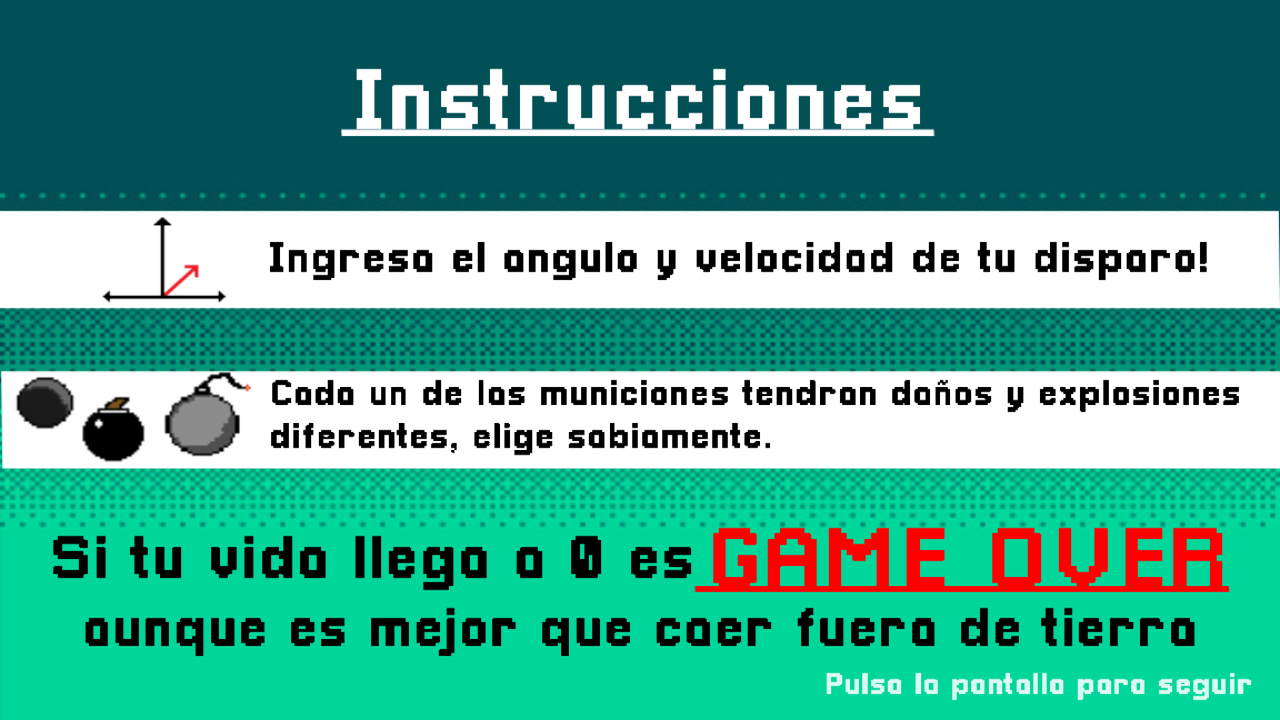 Instrucciones
Ingresa el angulo y velocidad de tu disparo!
Cada un de las municiones tendran daños y explosiones
diferentes, elige sabiamente.
Si tu vida llega a 0 es GAME OVER
aunque es mejor que caer fuera de tierra
Pulsa la pantalla para seguir